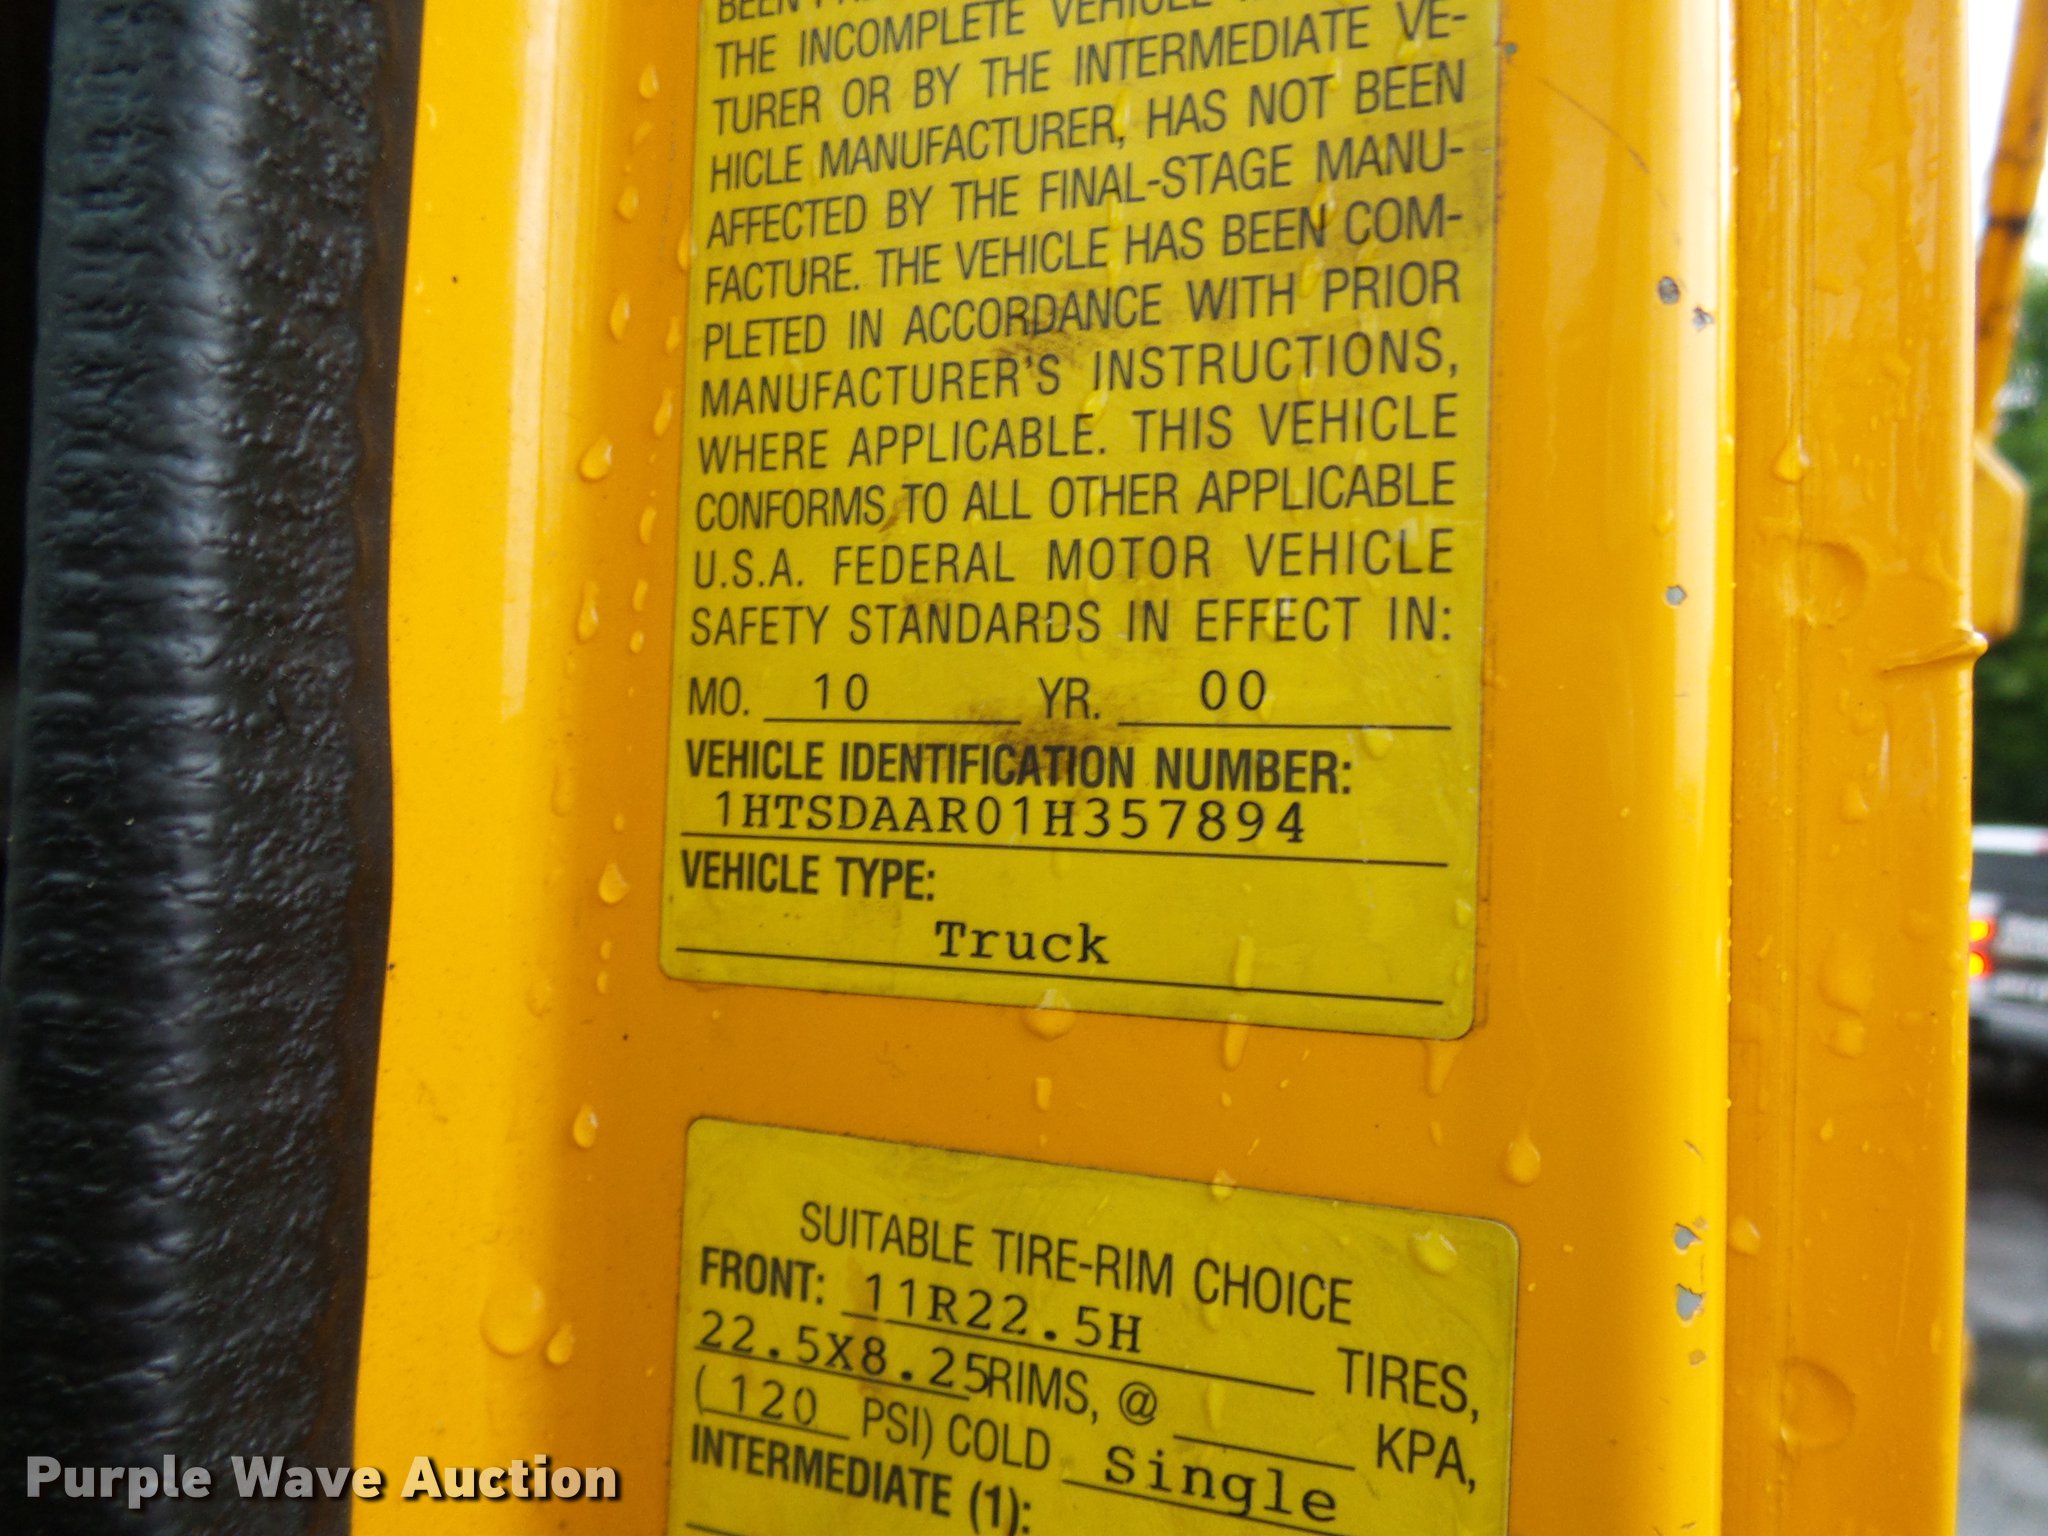 BEEN
THE INCOMPLETE VEHICLE
TURER OR BY THE INTERMEDIATE VE-
HICLE MANUFACTURER, HAS NOT BEEN
AFFECTED BY THE FINAL-STAGE MANU-
FACTURE. THE VEHICLE HAS BEEN COM-
PLETED IN ACCORDANCE WITH PRIOR
MANUFACTURER'S INSTRUCTIONS,
WHERE APPLICABLE. THIS VEHICLE
CONFORMS TO ALL OTHER APPLICABLE
U.S.A. FEDERAL MOTOR VEHICLE
SAFETY STANDARDS IN EFFECT IN:
MO. 10 YR. 00
VEHICLE IDENTIFICATION NUMBER:
1HTSDAAR01H357894
VEHICLE TYPE:
Truck
SUITABLE TIRE-RIM CHOICE
FRONT: 11R22.5H TIRES,
22.5X8.25RIMS, @ KPA,
(120 PSI) COLD Single
INTERMEDIATE (1):
Purple Wave Auction